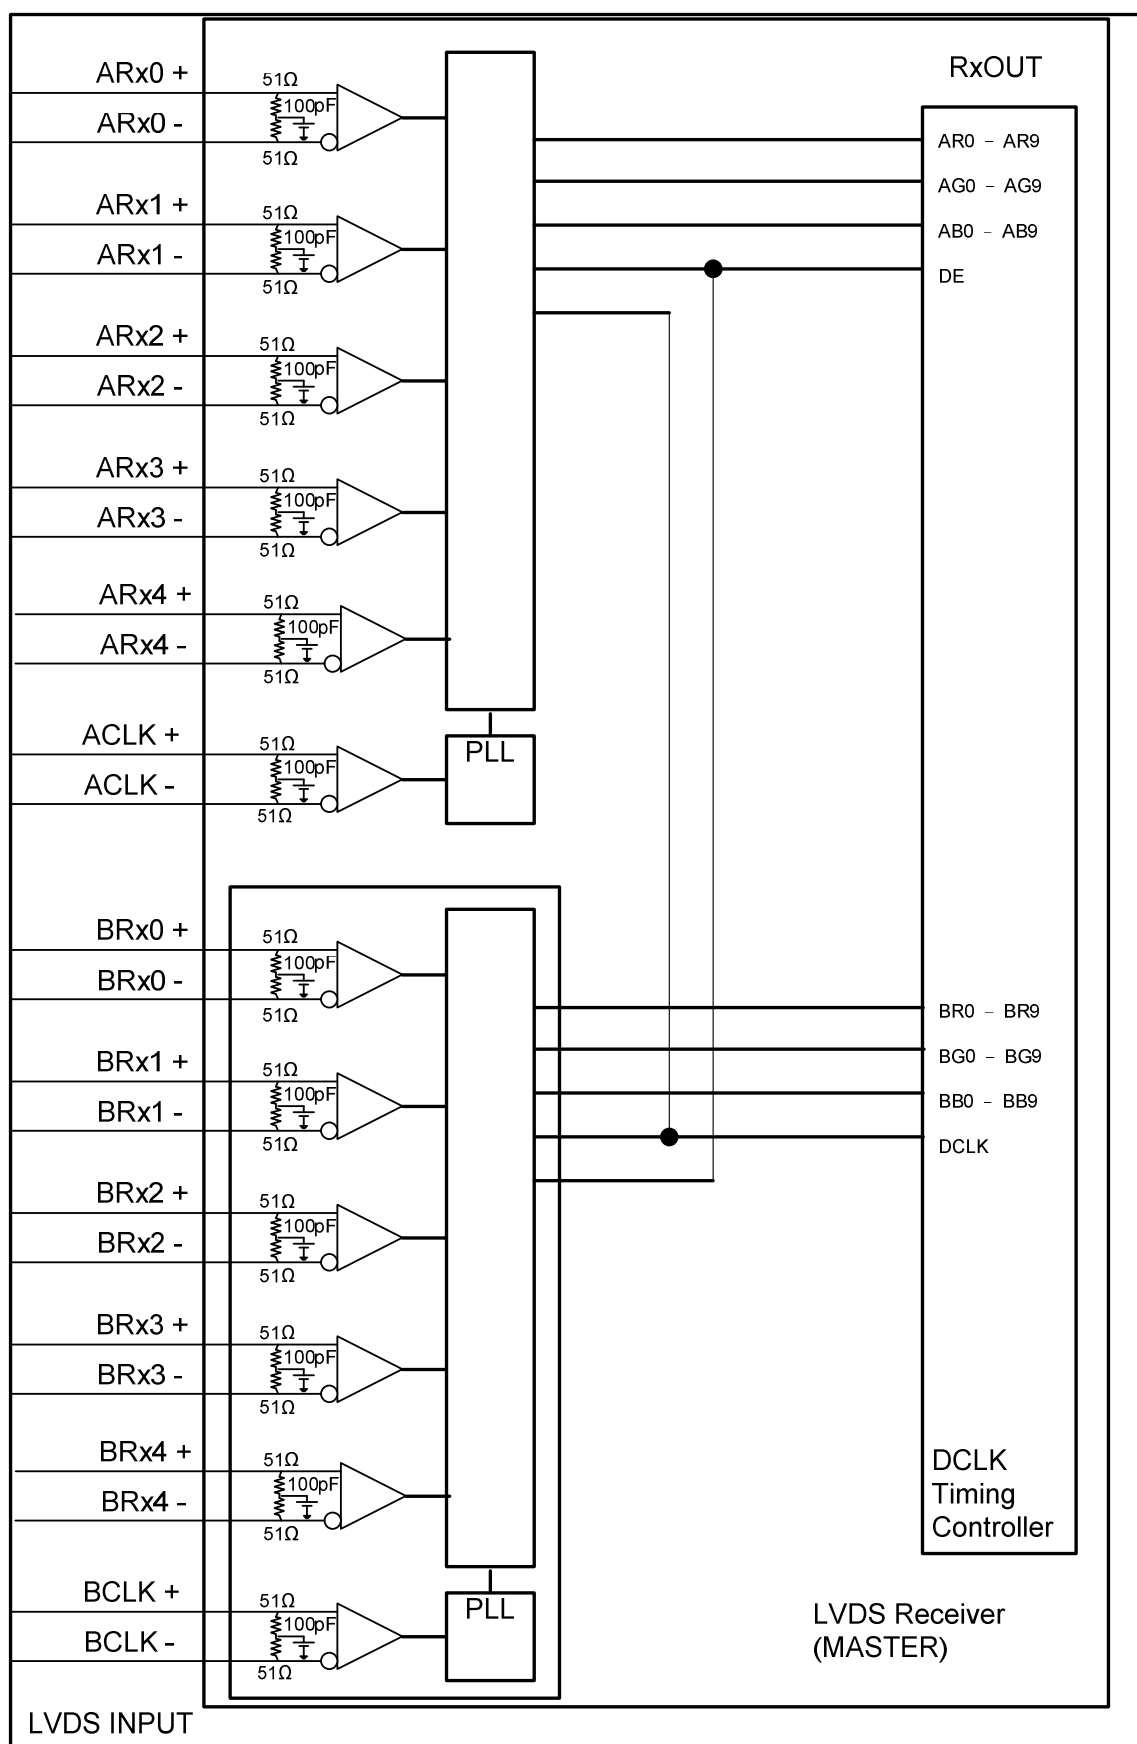 RxOUT
ARx0 +
51Ω
100pF
ARx0 -
51Ω
AR0 - AR9
AG0 - AG9
ARx1 +
51Ω
100pF
AB0 - AB9
ARx1 -
51Ω
DE
ARx2 +
51Ω
100pF
ARx2 -
51Ω
ARx3 +
51Ω
100pF
ARx3 -
51Ω
ARx4 +
51Ω
100pF
ARx4 -
51Ω
ACLK +
51Ω
100pF
PLL
ACLK -
51Ω
BRx0 +
51Ω
100pF
BRx0 -
51Ω
BR0 - BR9
BG0 - BG9
BRx1 +
51Ω
100pF
BB0 - BB9
BRx1 -
51Ω
DCLK
BRx2 +
51Ω
100pF
BRx2 -
51Ω
BRx3 +
51Ω
100pF
BRx3 -
51Ω
BRx4 +
51Ω
100pF
BRx4 -
51Ω
DCLK
Timing
Controller
BCLK +
51Ω
100pF
PLL
BCLK -
51Ω
LVDS Receiver
(MASTER)
LVDS INPUT